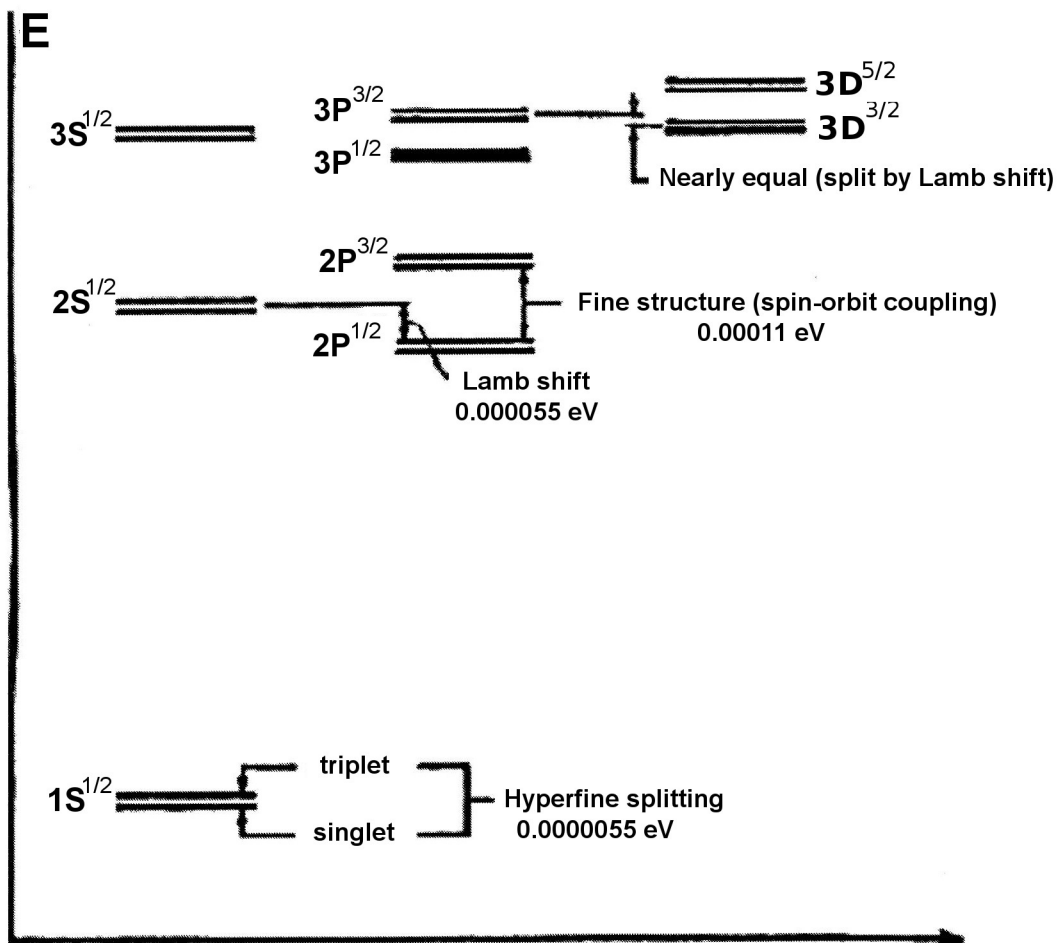 E
3S1/2
3P3/2
3P1/2
3D5/2
3D3/2
Nearly equal (split by Lamb shift)
2S1/2
2P3/2
2P1/2
Fine structure (spin-orbit coupling)
0.00011 eV
Lamb shift
0.000055 eV
1S1/2
triplet
singlet
Hyperfine splitting
0.0000055 eV